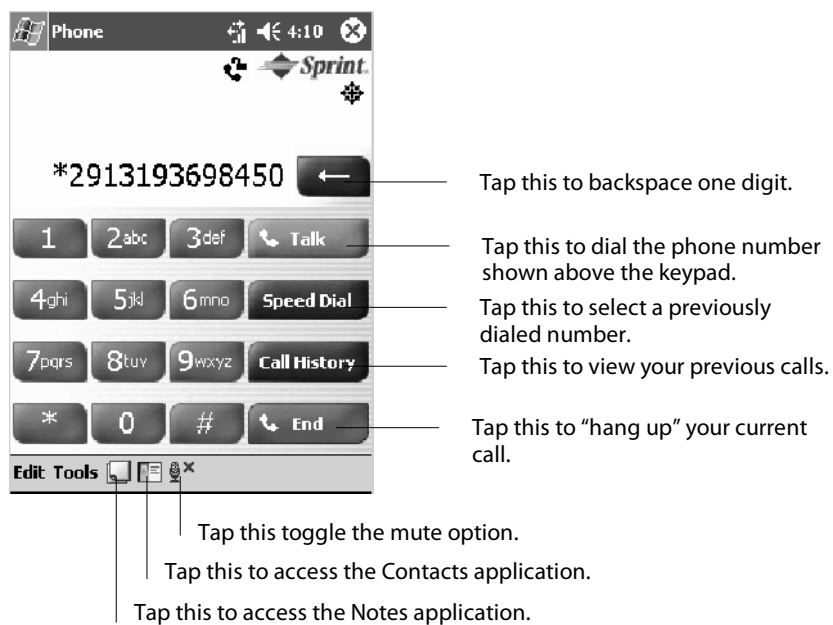 Phone 4:10
Sprint.
*2913193698450
Tap this to backspace one digit.
1 2abc 3def Talk
Tap this to dial the phone number
shown above the keypad.
4ghi 5jkl 6mno Speed Dial
Tap this to select a previously
dialed number.
7pqrs 8tuv 9wxyz Call History
Tap this to view your previous calls.
* 0 # End
Tap this to “hang up” your current
call.
Edit Tools
Tap this toggle the mute option.
Tap this to access the Contacts application.
Tap this to access the Notes application.